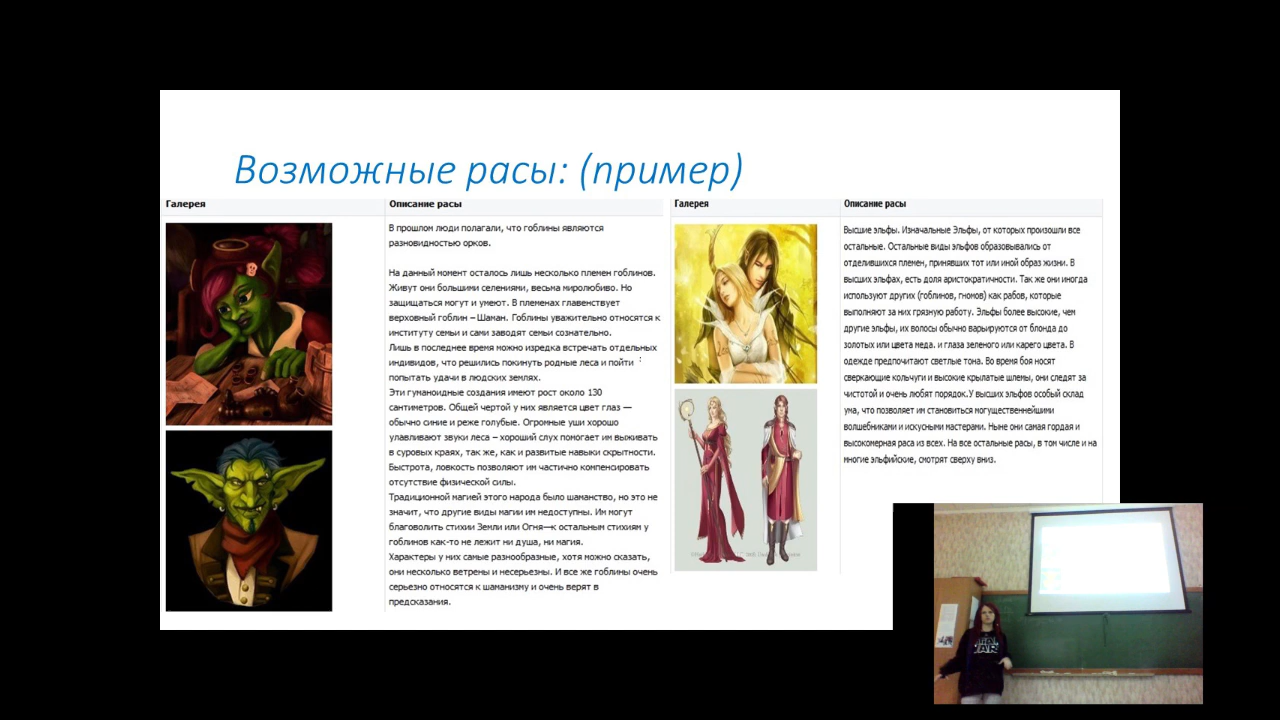 Возможные расы: (пример)
Галерея
Описание расы
В прошлом люди полагали, что гоблины являются
разновидностью орков.
На данный момент осталось лишь несколько племен гоблинов.
Живут они большими селениями, весьма миролюбиво. Но
защищаться могут и умеют. В племенах главенствует
верховный гоблин – Шаман. Гоблины уважительно относятся к
институту семьи и сами заводят семьи сознательно.
Лишь в последнее время можно изредка встречать отдельных
индивидов, что решились покинуть родные леса и пойти
попытать удачи в людских землях.
Эти гуманоидные создания имеют рост около 130
сантиметров. Общей чертой у них является цвет глаз —
обычно синие и реже голубые. Огромные уши хорошо
улавливают звуки леса – хороший слух помогает им выживать
в суровых краях, так же, как и развитые навыки скрытности.
Быстрота, ловкость позволяют им частично компенсировать
отсутствие физической силы.
Традиционной магией этого народа было шаманство, но это не
значит, что другие виды магии им недоступны. Им могут
благоволить стихии Земли или Огня—к остальным стихиям у
гоблинов как-то не лежит ни душа, ни магия.
Характеры у них самые разнообразные, хотя можно сказать,
они несколько ветрены и несерьезны. И все же гоблины очень
серьезно относятся к шаманизму и очень верят в
предсказания.
Галерея
Описание расы
Высшие эльфы. Изначальные Эльфы, от которых произошли все
остальные. Остальные виды эльфов образовывались от
отделившихся племен, принявших тот или иной образ жизни. В
высших эльфах, есть доля аристократичности. Так же они иногда
используют других (гоблинов, гномов) как рабов, которые
выполняют за них грязную работу. Эльфы более высокие, чем
другие эльфы, их волосы обычно варьируются от блонда до
золотых или цвета меда. и глаза зеленого или карего цвета. В
одежде предпочитают светлые тона. Во время боя носят
сверкающие кольчуги и высокие крылатые шлемы, они следят за
чистотой и очень любят порядок.У высших эльфов особый склад
ума, что позволяет им становиться могущественнейшими
волшебниками и искусными мастерами. Ныне они самая гордая и
высокомерная раса из всех. На все остальные расы, в том числе и на
многие эльфийские, смотрят сверху вниз.
WAR